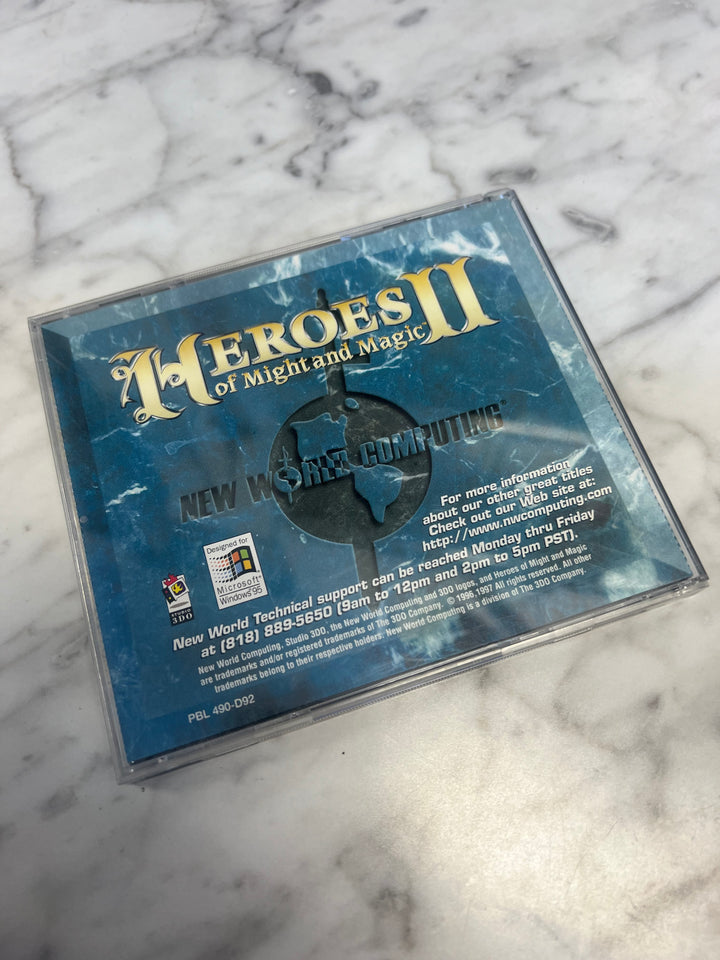 HEROES II
of Might and Magic™
NEW WORLD COMPUTING®
For more information
about our other great titles
Check out our Web site at:
http://www.nwcomputing.com
Designed for
Microsoft®
Windows®95
STUDIO
3DO
New World Technical support can be reached Monday thru Friday
at (818) 889-5650 (9am to 12pm and 2pm to 5pm PST).
New World Computing, Studio 3DO, the New World Computing and 3DO logos, and Heroes of Might and Magic
are trademarks and/or registered trademarks of The 3DO Company. © 1996,1997 All rights reserved. All other
trademarks belong to their respective holders. New World Computing is a division of The 3DO Company.
PBL 490-D92